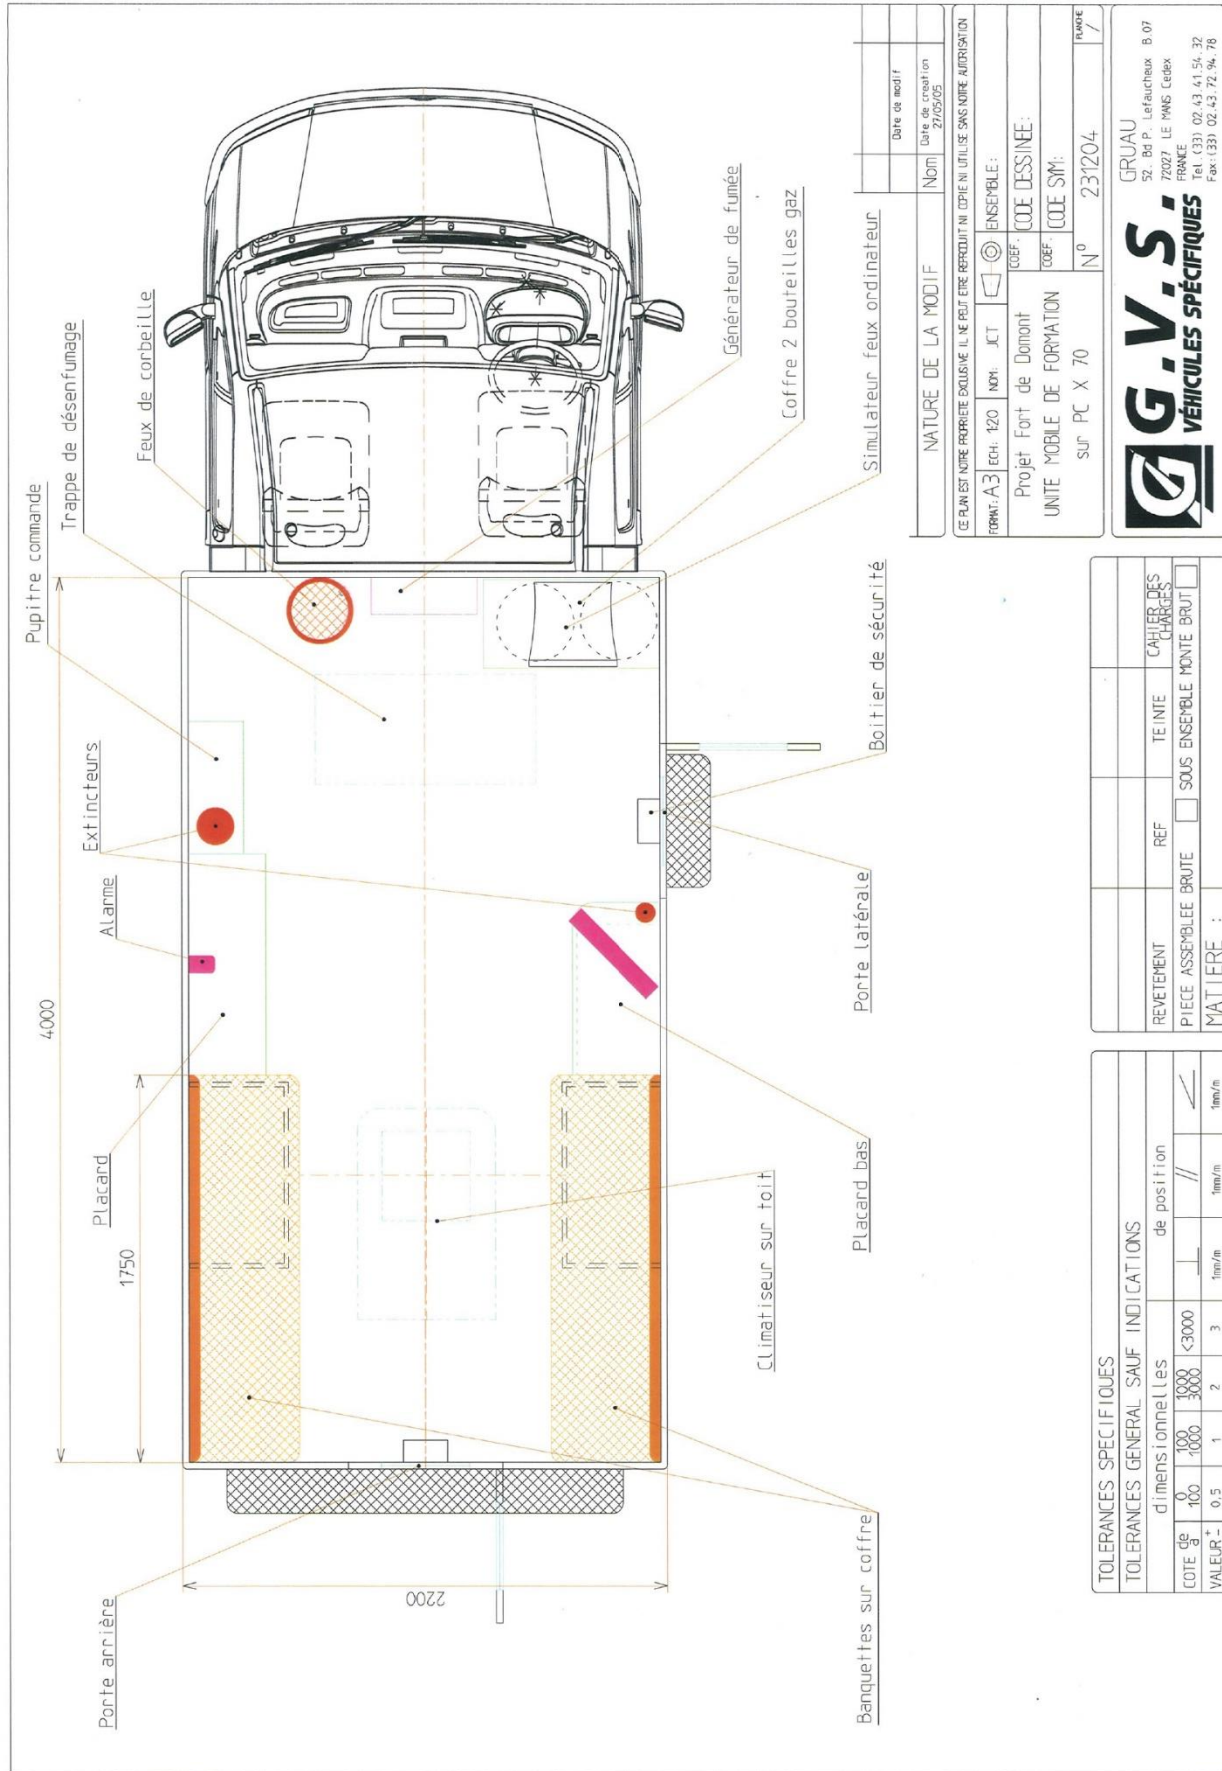 Pupitre commande
Trappe de désenfumage
Feux de corbeille
Extincteurs
Alarme
4000
Placard
1750
Porte arrière
2200
Générateur de fumée
Coffre 2 bouteilles gaz
Simulateur feux ordinateur
Boitier de sécurité
Porte latérale
Placard bas
Climatiseur sur toit
Banquettes sur coffre
Date de modif
NATURE DE LA MODIF
Nom
Date de creation
27/05/05
CE PLAN EST NOTRE PROPRIETE EXCLUSIVE IL NE PEUT ETRE REPRODUIT NI COPIE NI UTILISE SANS NOTRE AUTORISATION
FORMAT: A3 ECH: 1:20 NOM: JCT ENSEMBLE:
Projet Fort de Domont
UNITE MOBILE DE FORMATION
sur PC X 70
COEF. CODE DESSINEE:
COEF. CODE SYM:
N° 231204
PLANCHE
/
G.V.S.
VÉHICULES SPÉCIFIQUES
GRUAU
52, Bd P. Lefaucheux B.07
72027 LE MANS Cedex
FRANCE
Tel.(33) 02.43.41.54.32
Fax:(33) 02.43.72.94.78
REVETEMENT REF TEINTE CAHIER DES CHARGES
PIECE ASSEMBLEE BRUTE SOUS ENSEMBLE MONTE BRUT
MATIERE :
TOLERANCES SPECIFIQUES
TOLERANCES GENERAL SAUF INDICATIONS
dimensionnelles de position
COTE de 0 100 1000 <3000
à 100 1000 3000
VALEUR ± 0,5 1 2 3 1mm/m 1mm/m 1mm/m